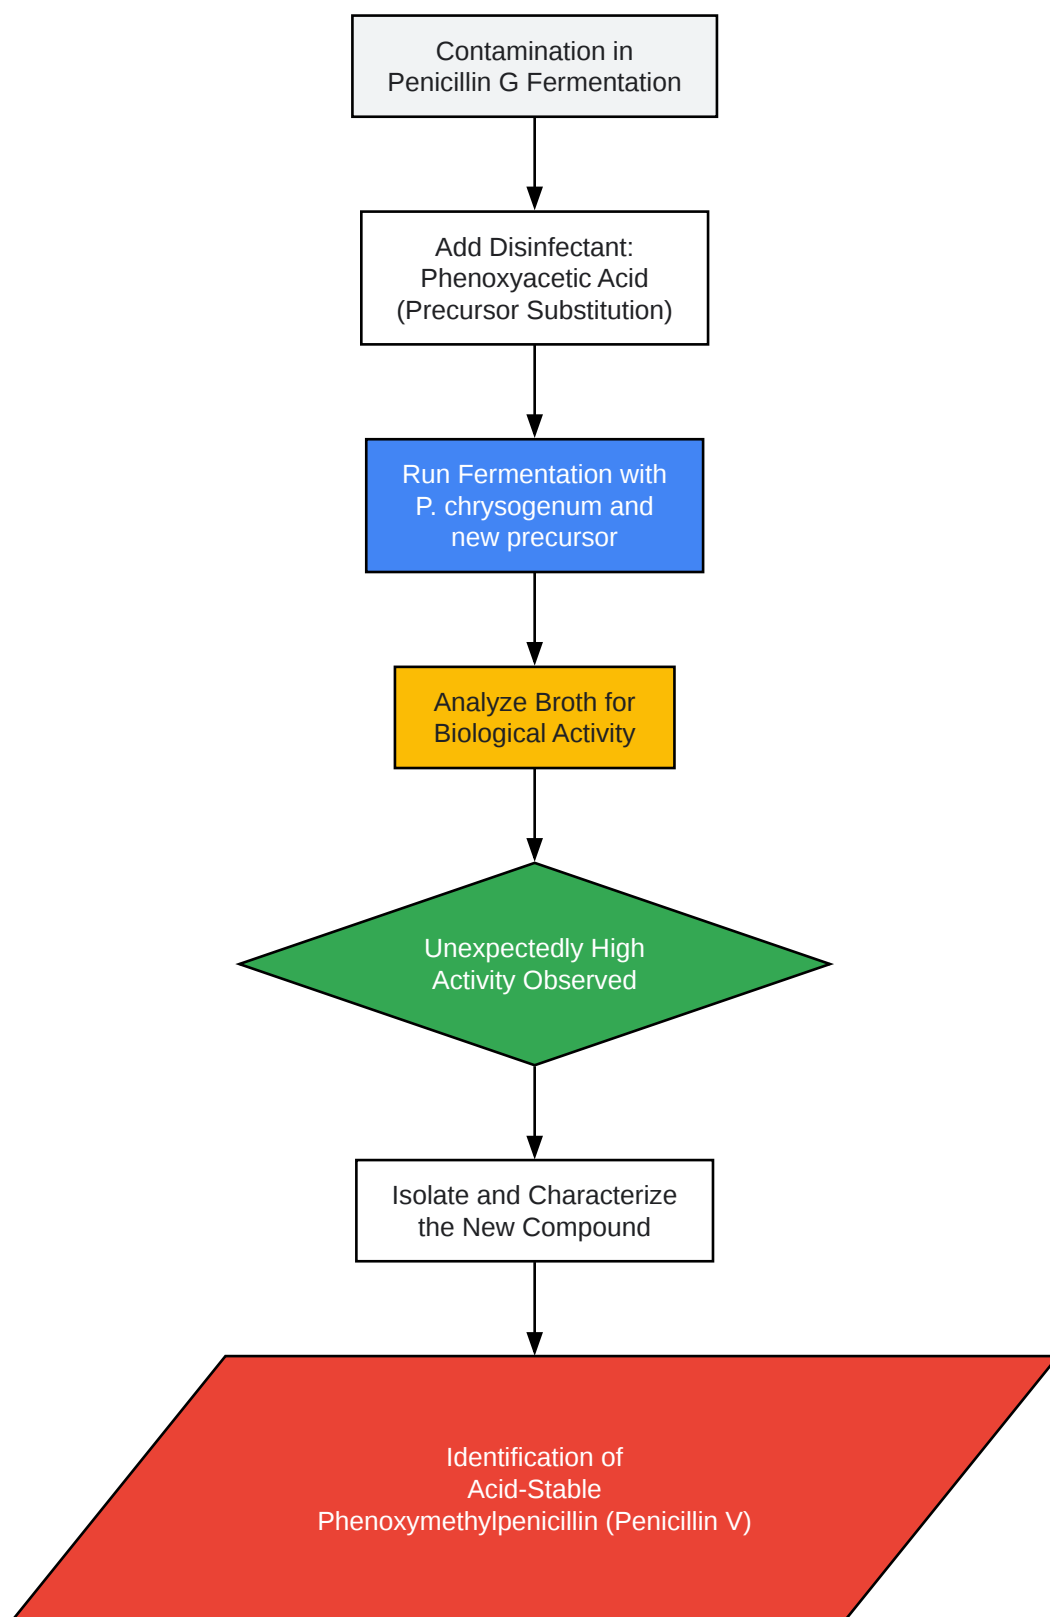 Contamination in
Penicillin G Fermentation
Add Disinfectant:
Phenoxyacetic Acid
(Precursor Substitution)
Run Fermentation with
P. chrysogenum and
new precursor
Analyze Broth for
Biological Activity
Unexpectedly High
Activity Observed
Isolate and Characterize
the New Compound
Identification of
Acid-Stable
Phenoxymethylpenicillin (Penicillin V)